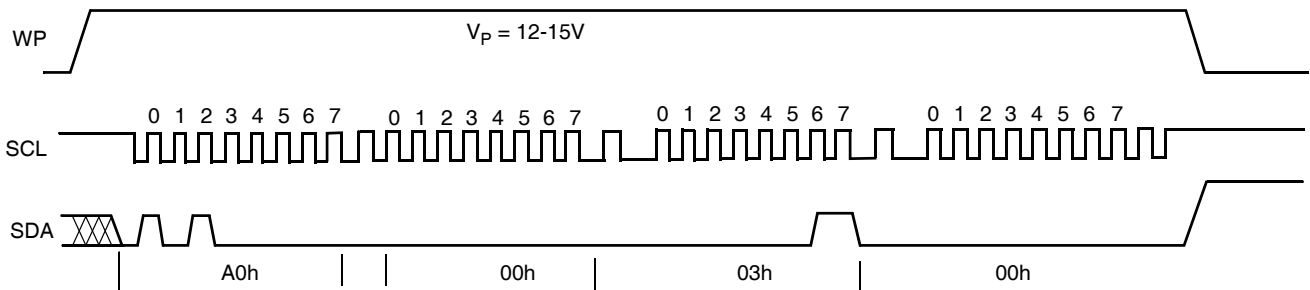 WP
V_P = 12-15V
0 1 2 3 4 5 6 7 0 1 2 3 4 5 6 7 0 1 2 3 4 5 6 7 0 1 2 3 4 5 6 7
SCL
SDA
A0h 00h 03h 00h